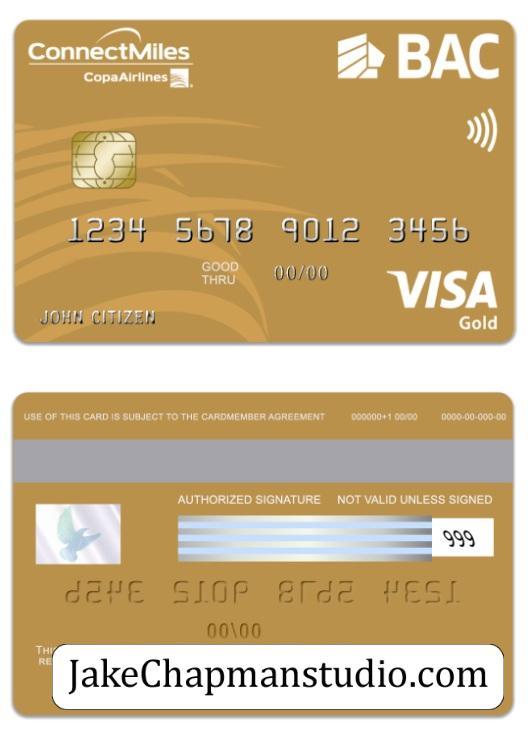 ConnectMiles
CopaAirlines
BAC
1234 5678 9012 3456
GOOD
THRU
00/00
JOHN CITIZEN
VISA
Gold
USE OF THIS CARD IS SUBJECT TO THE CARDMEMBER AGREEMENT 000000+1 00/00 0000-00-000-00
AUTHORIZED SIGNATURE NOT VALID UNLESS SIGNED
999
JakeChapmanstudio.com